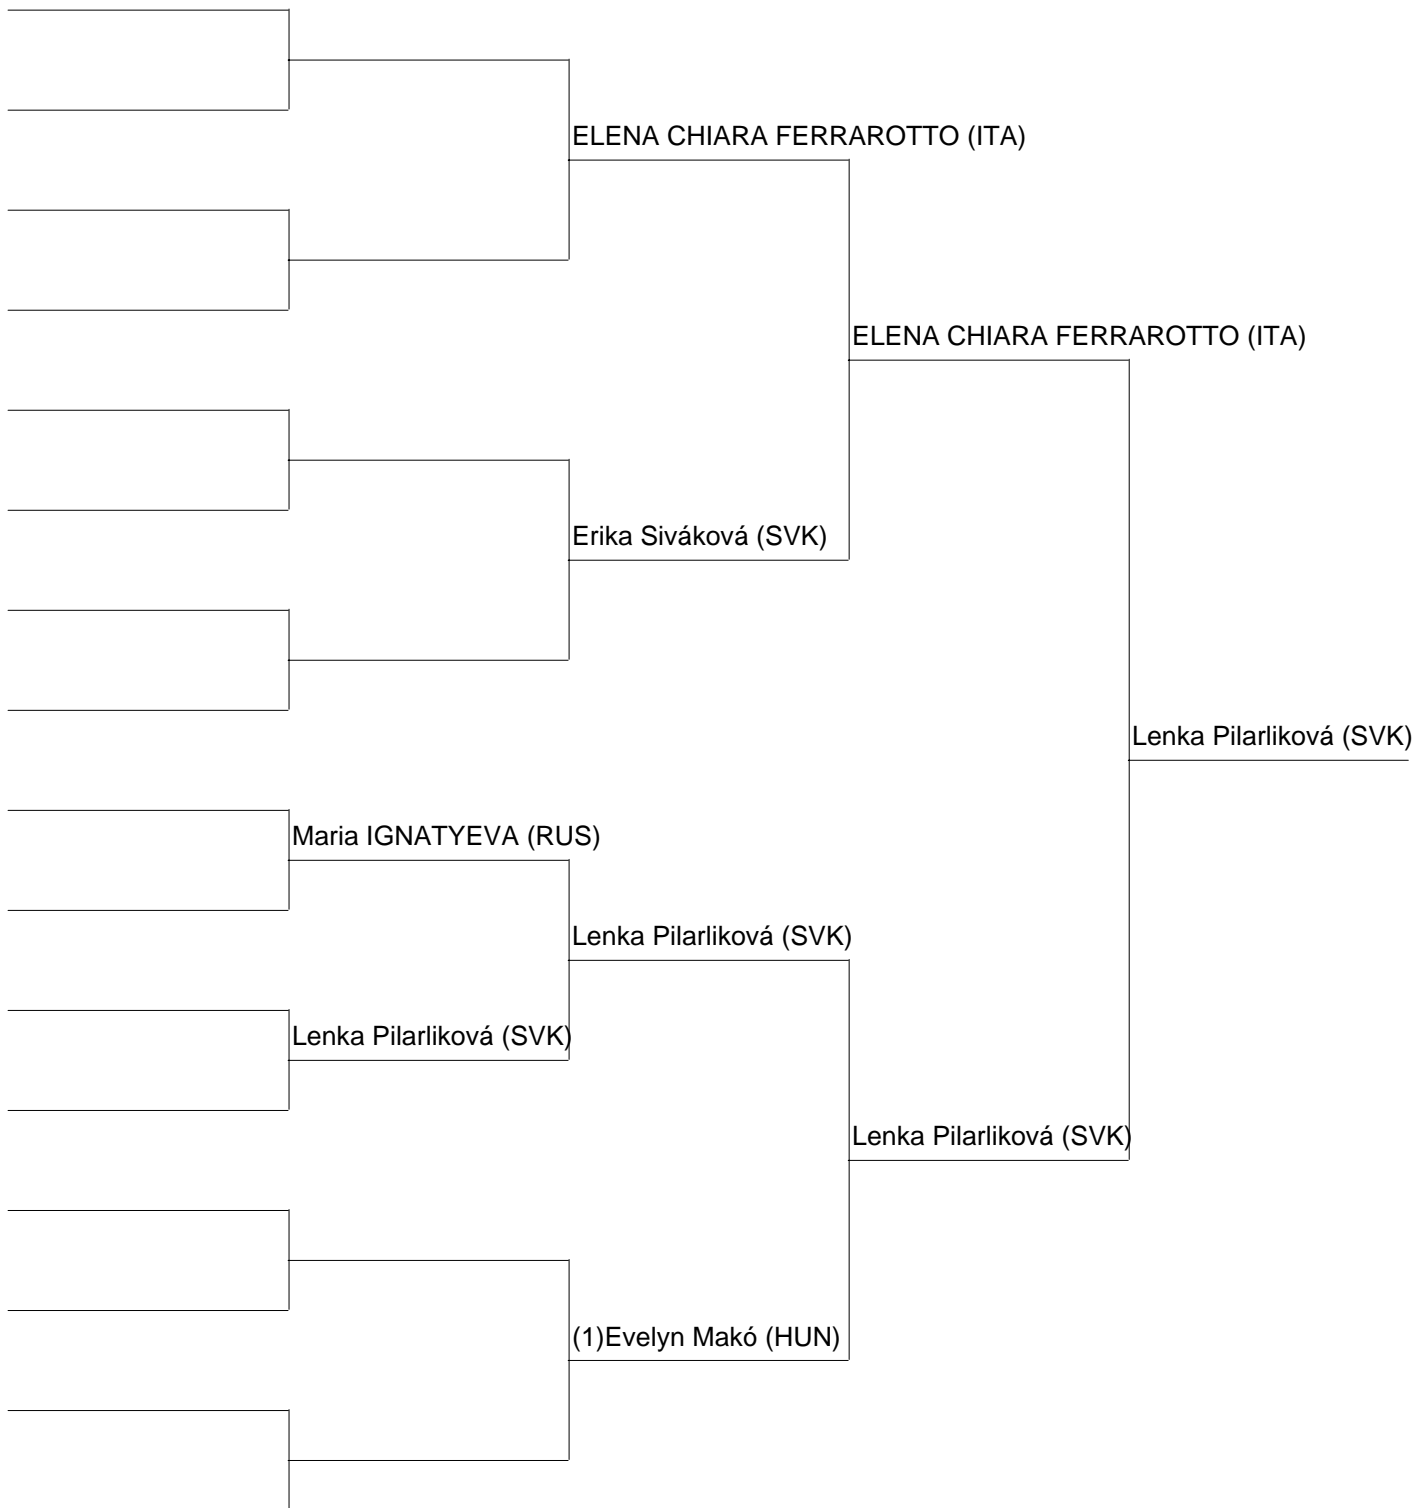 ELENA CHIARA FERRAROTTO (ITA)
ELENA CHIARA FERRAROTTO (ITA)
Erika Siváková (SVK)
Lenka Pilarliková (SVK)
Maria IGNATYEVA (RUS)
Lenka Pilarliková (SVK)
Lenka Pilarliková (SVK)
Lenka Pilarliková (SVK)
(1)Evelyn Makó (HUN)